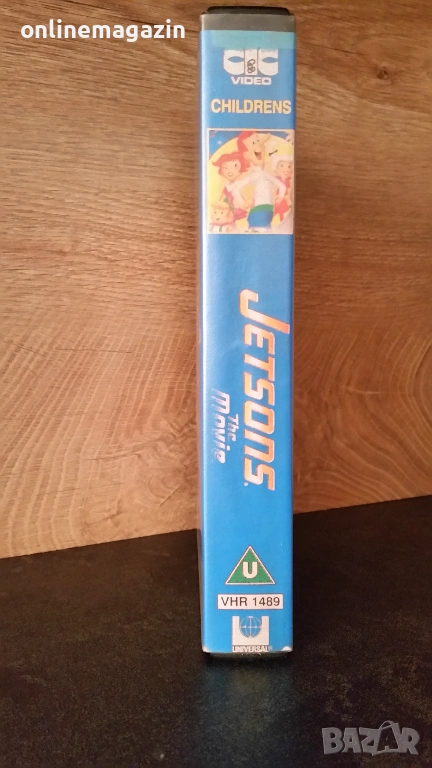 onlinemagazin
CIC
VIDEO
CHILDRENS
JETSONS
The
Movie
U
VHR 1489
UNIVERSAL
BAZAR